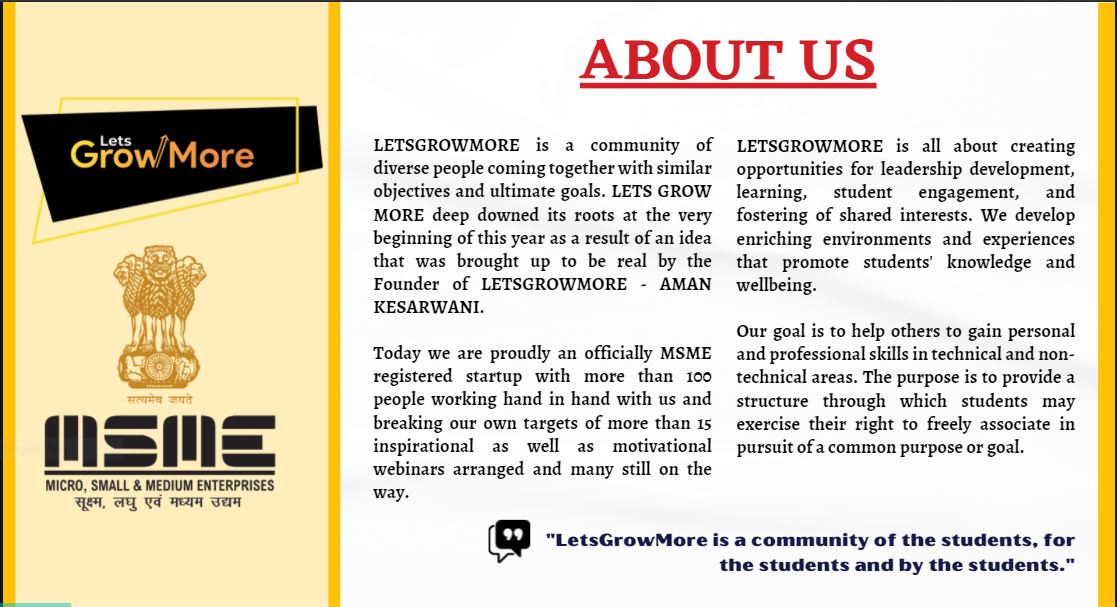 Lets
GrowMore
सत्यमेव जयते
MSME
MICRO, SMALL & MEDIUM ENTERPRISES
सूक्ष्म, लघु एवं मध्यम उद्यम
ABOUT US
LETSGROWMORE is a community of
diverse people coming together with similar
objectives and ultimate goals. LETS GROW
MORE deep downed its roots at the very
beginning of this year as a result of an idea
that was brought up to be real by the
Founder of LETSGROWMORE - AMAN
KESARWANI.
Today we are proudly an officially MSME
registered startup with more than 100
people working hand in hand with us and
breaking our own targets of more than 15
inspirational as well as motivational
webinars arranged and many still on the
way.
LETSGROWMORE is all about creating
opportunities for leadership development,
learning, student engagement, and
fostering of shared interests. We develop
enriching environments and experiences
that promote students' knowledge and
wellbeing.
Our goal is to help others to gain personal
and professional skills in technical and non-
technical areas. The purpose is to provide a
structure through which students may
exercise their right to freely associate in
pursuit of a common purpose or goal.
"LetsGrowMore is a community of the students, for
the students and by the students."